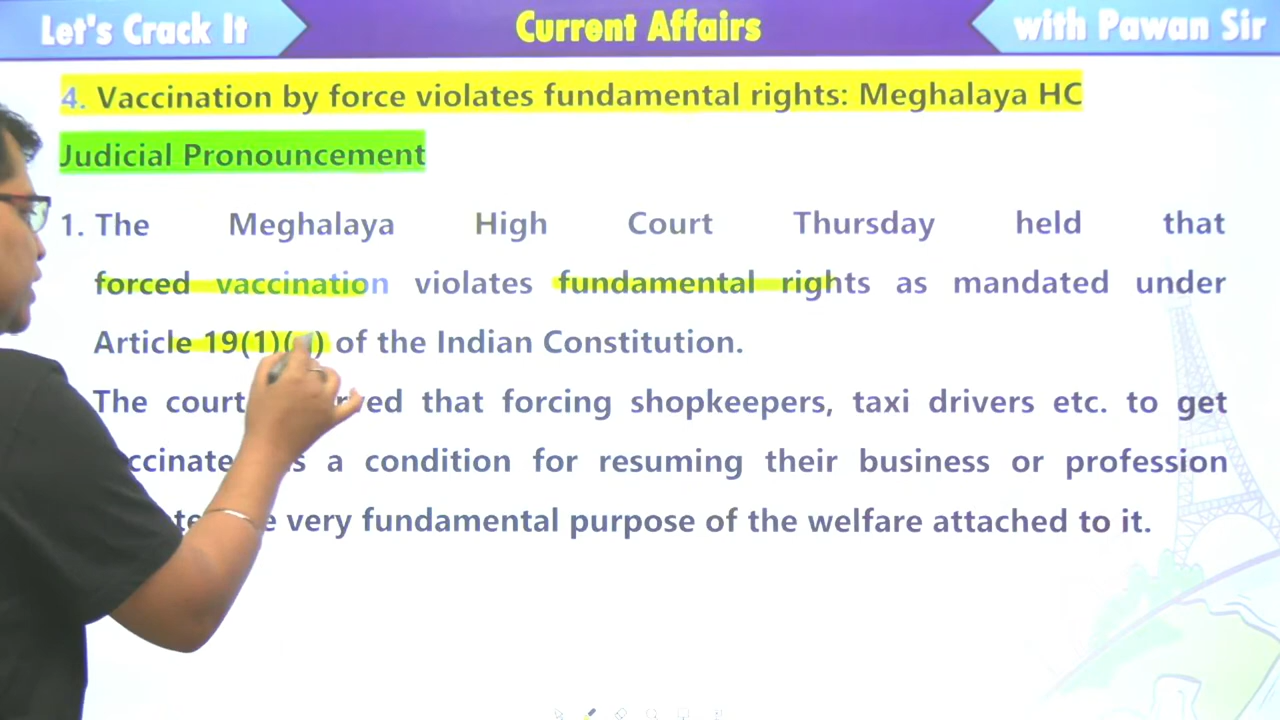 Let's Crack It
Current Affairs
with Pawan Sir
4. Vaccination by force violates fundamental rights: Meghalaya HC
Judicial Pronouncement
1. The Meghalaya High Court Thursday held that
forced vaccination violates fundamental rights as mandated under
Article of the Indian Constitution.
The court that forcing shopkeepers, taxi drivers etc. to get
a condition for resuming their business or profession
very fundamental purpose of the welfare attached to it.